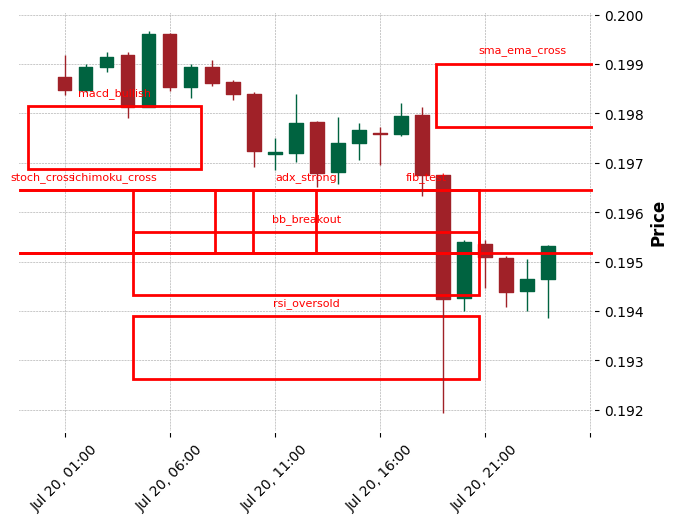 0.200
sma_ema_cross
0.199
macd_bullish
0.198
0.197
stoch_cross
ichimoku_cross
adx_strong
0.196
bb_breakout
Price
0.195
rsi_oversold
0.194
0.193
0.192
Jul 20, 01:00
Jul 20, 06:00
Jul 20, 11:00
Jul 20, 16:00
Jul 20, 21:00